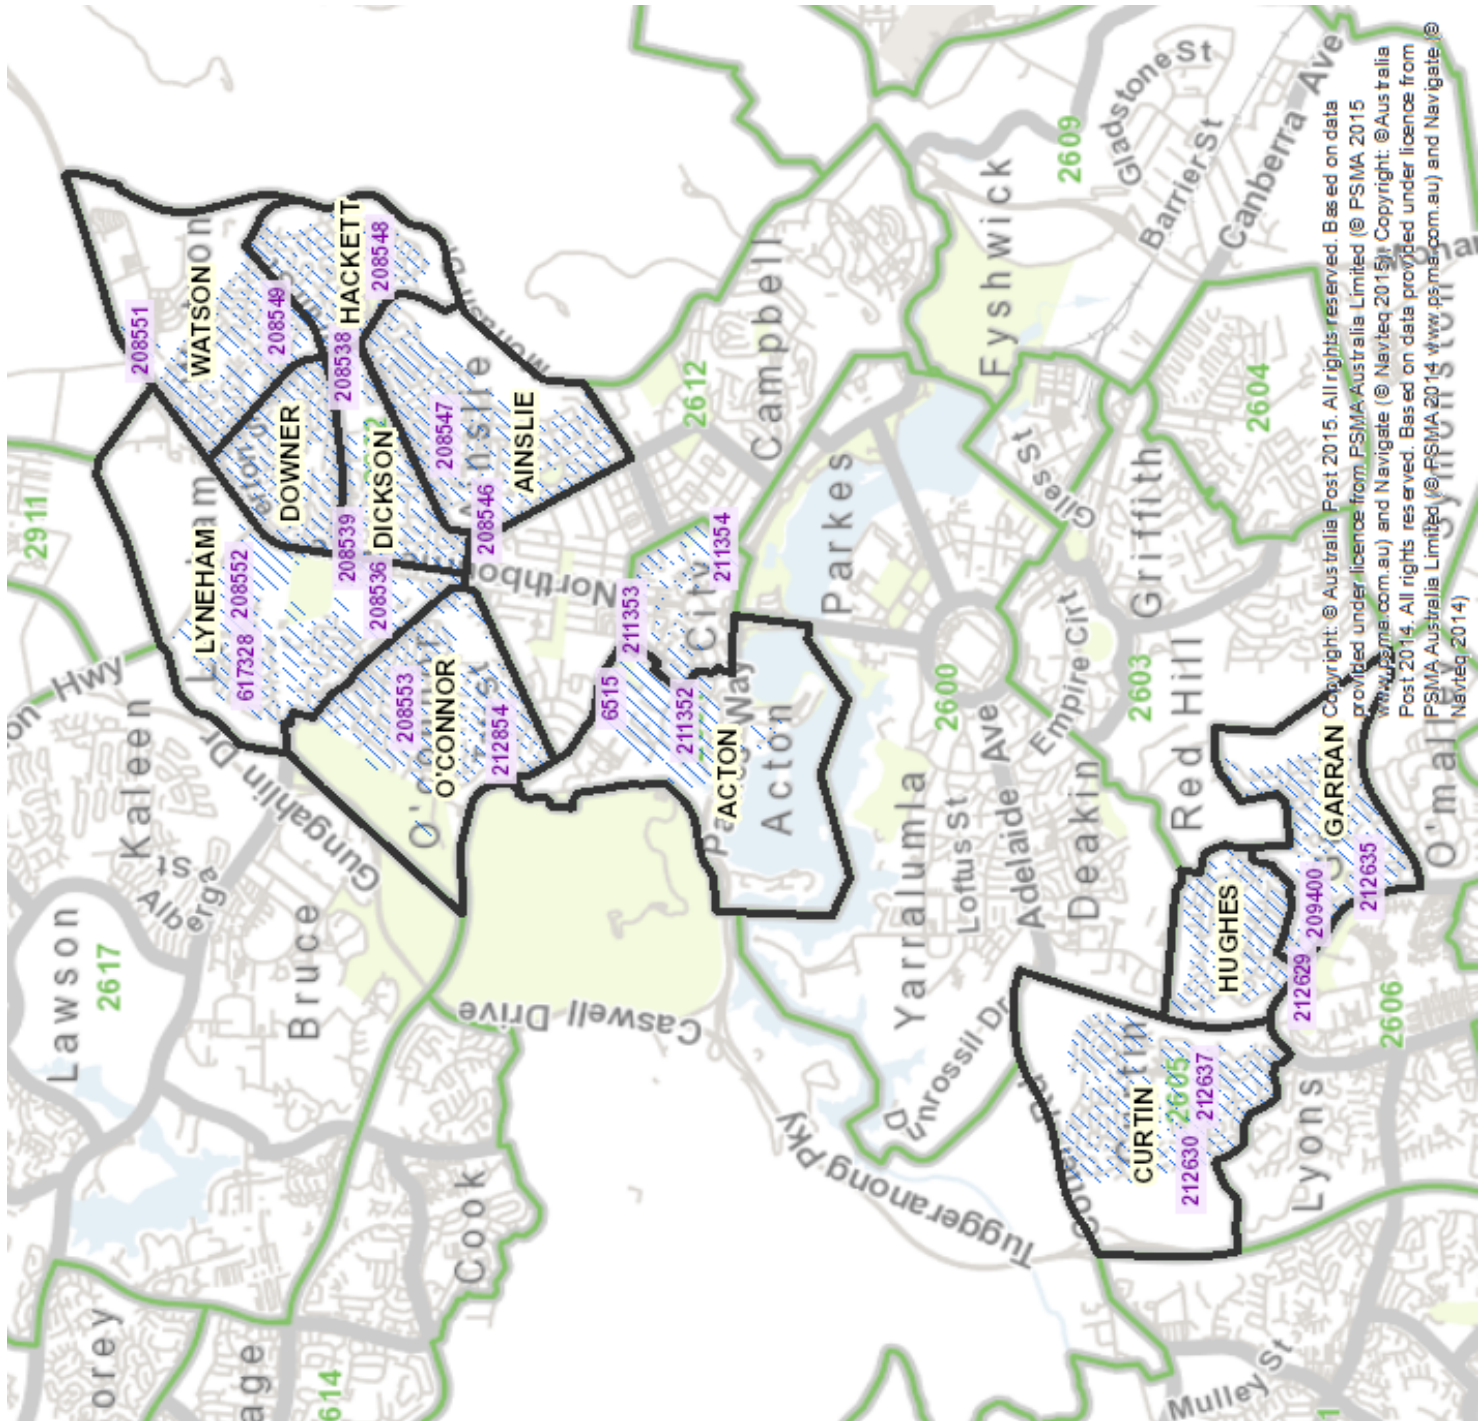 2911
Hwy
Kaleen
Gungahlin Dr
Alberga St
Lawson
2617
Bruce
Caswell Drive
Cook
2614
208551
WATSON
208549
HACKETT
208548
208538
DOWNER
DICKSON
208539
208536
LYNEHAM
208552
617328
208547
AINSLIE
208546
Northbo
O'CONNOR
208553
212854
6515
211353
211354
City
211352
ACTON
Acton
2612
Campbell
Parkes
Fyshwick
2609
Gladstone St
Barrier St
Canberra Ave
2604
Giles St
Griffith
2600
Empire Cirt
2603
Red Hill
Yarralumla
Loftus St
Adelaide Ave
Deakin
Dunrossil Dr
Tuggeranong Pky
CURTIN
2605
212630
212637
HUGHES
GARRAN
209400
212635
212629
2606
Lyons
O'malley
Mulley St
Copyright: © Australia Post 2015. All rights reserved. Based on data
provided under licence from PSMA Australia Limited (© PSMA 2015
www.psma.com.au) and Navigate (© Navteq 2015). Copyright: © Australia
Post 2014. All rights reserved. Based on data provided under licence from
PSMA Australia Limited (© PSMA 2014 www.psma.com.au) and Navigate (©
Navteq 2014)